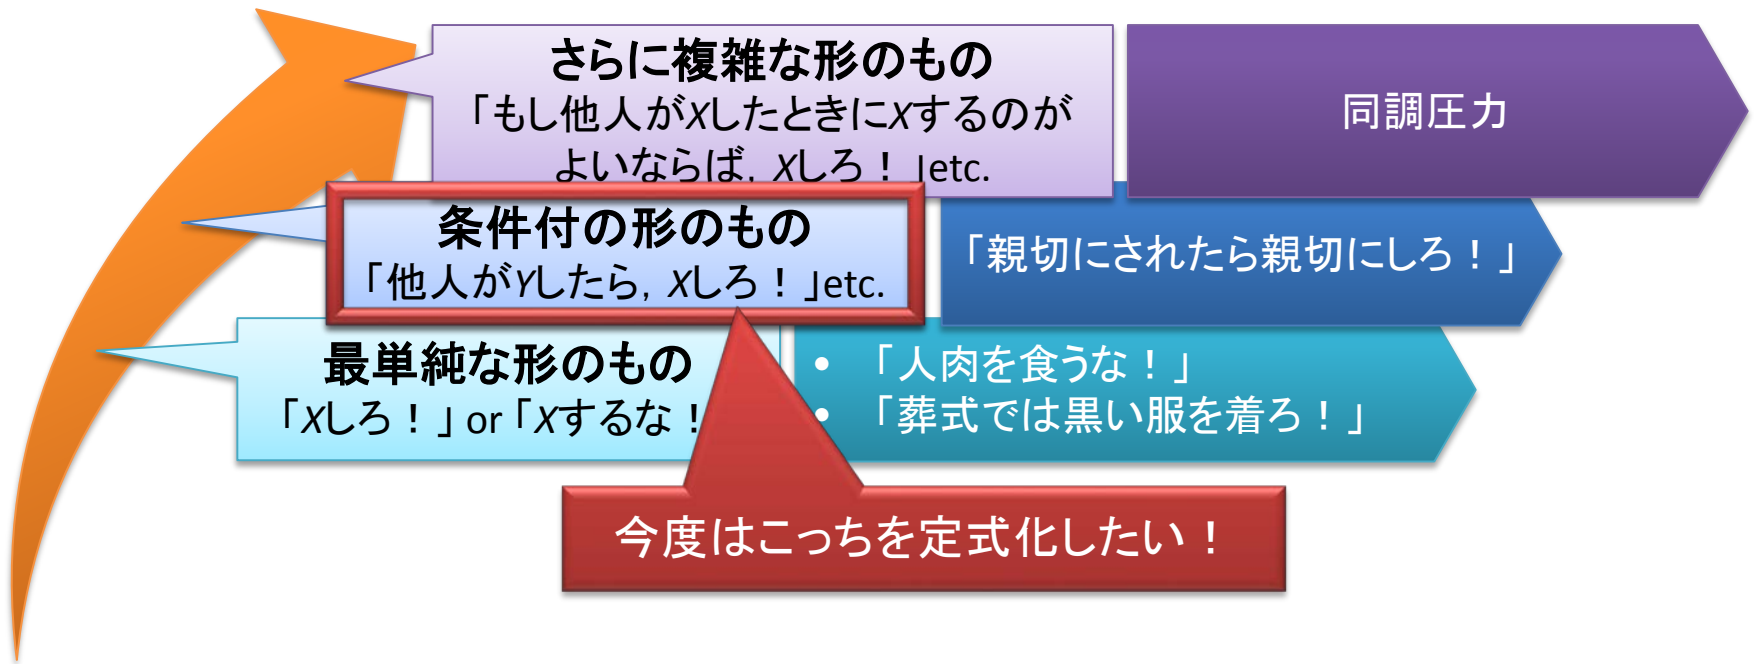 さらに複雑な形のもの
「もし他人がXしたときにXするのが
よいならば, Xしろ！」etc.
同調圧力
条件付の形のもの
「他人がYしたら, Xしろ！」etc.
「親切にされたら親切にしろ！」
最単純な形のもの
「Xしろ！」or「Xするな！
• 「人肉を食うな！」
• 「葬式では黒い服を着ろ！」
今度はこっちを定式化したい！